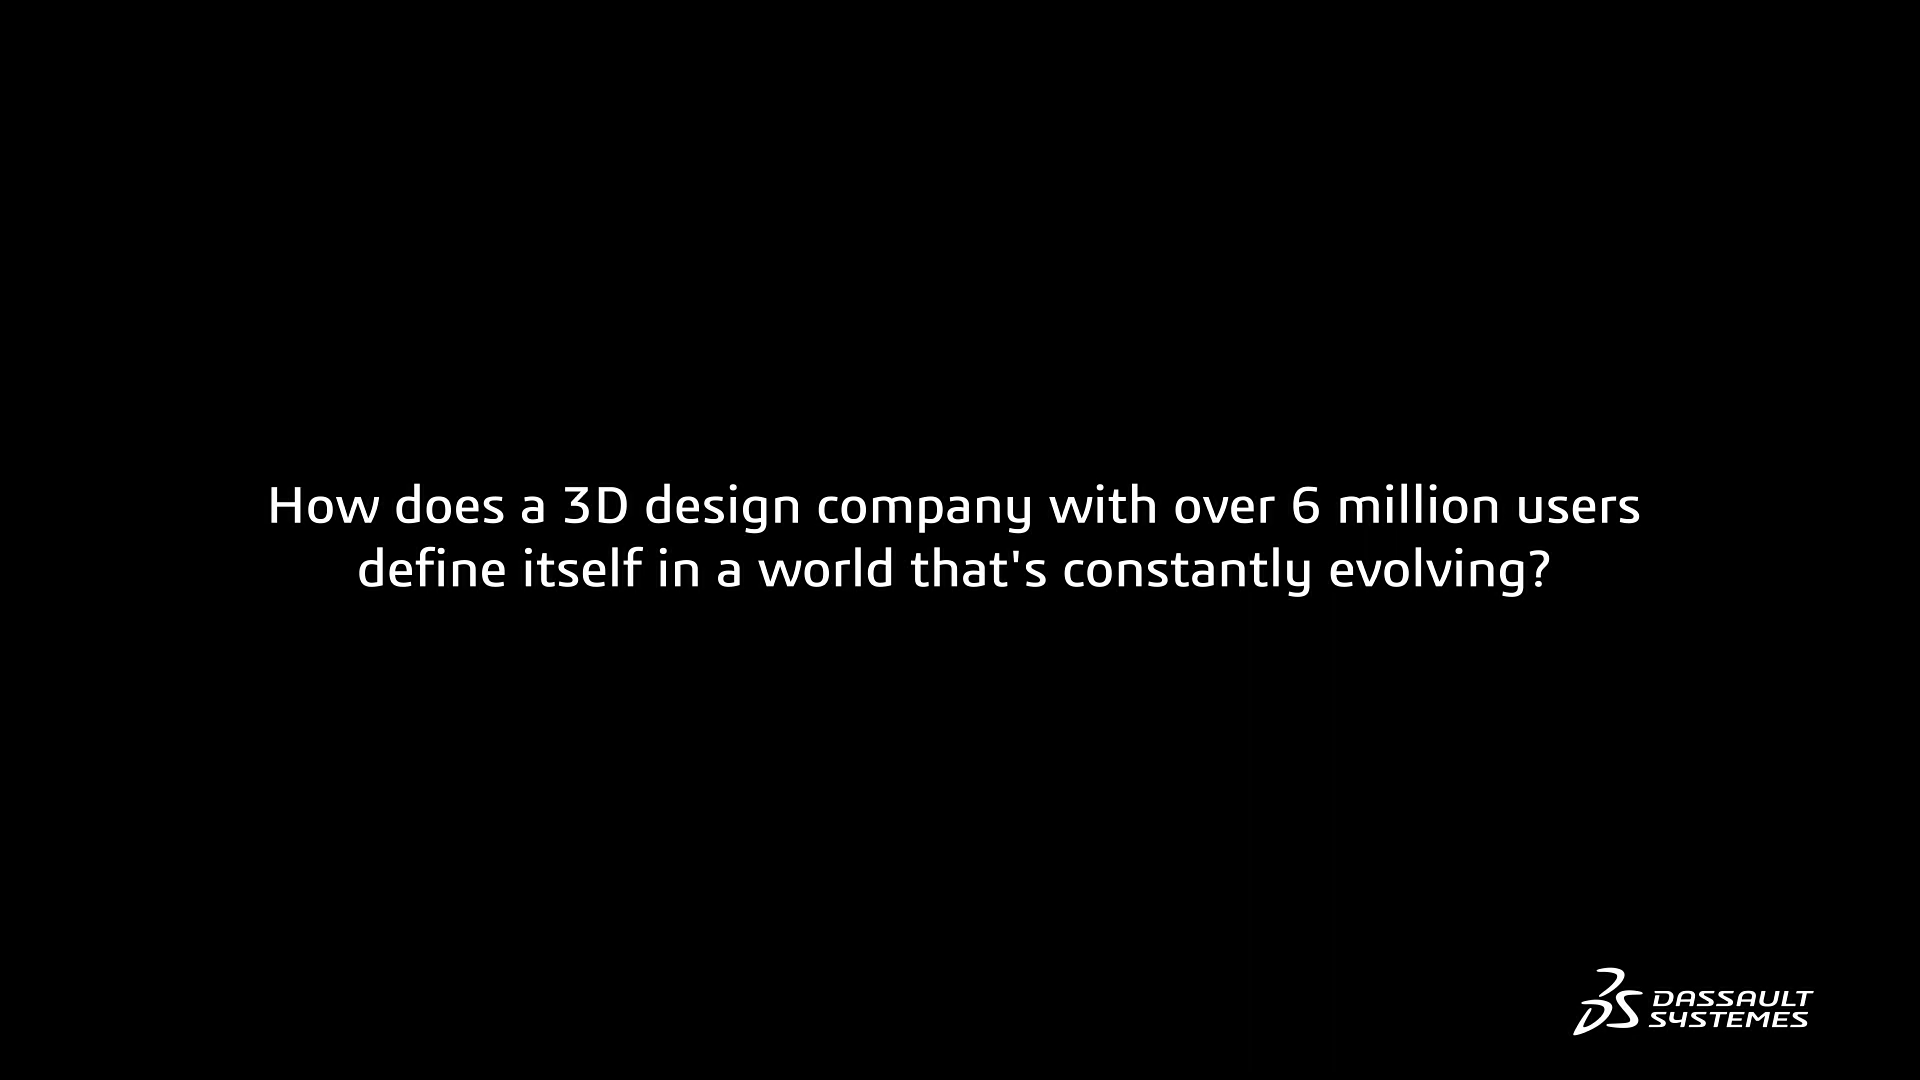 How does a 3D design company with over 6 million users
define itself in a world that's constantly evolving?
3DS DASSAULT
SYSTEMES